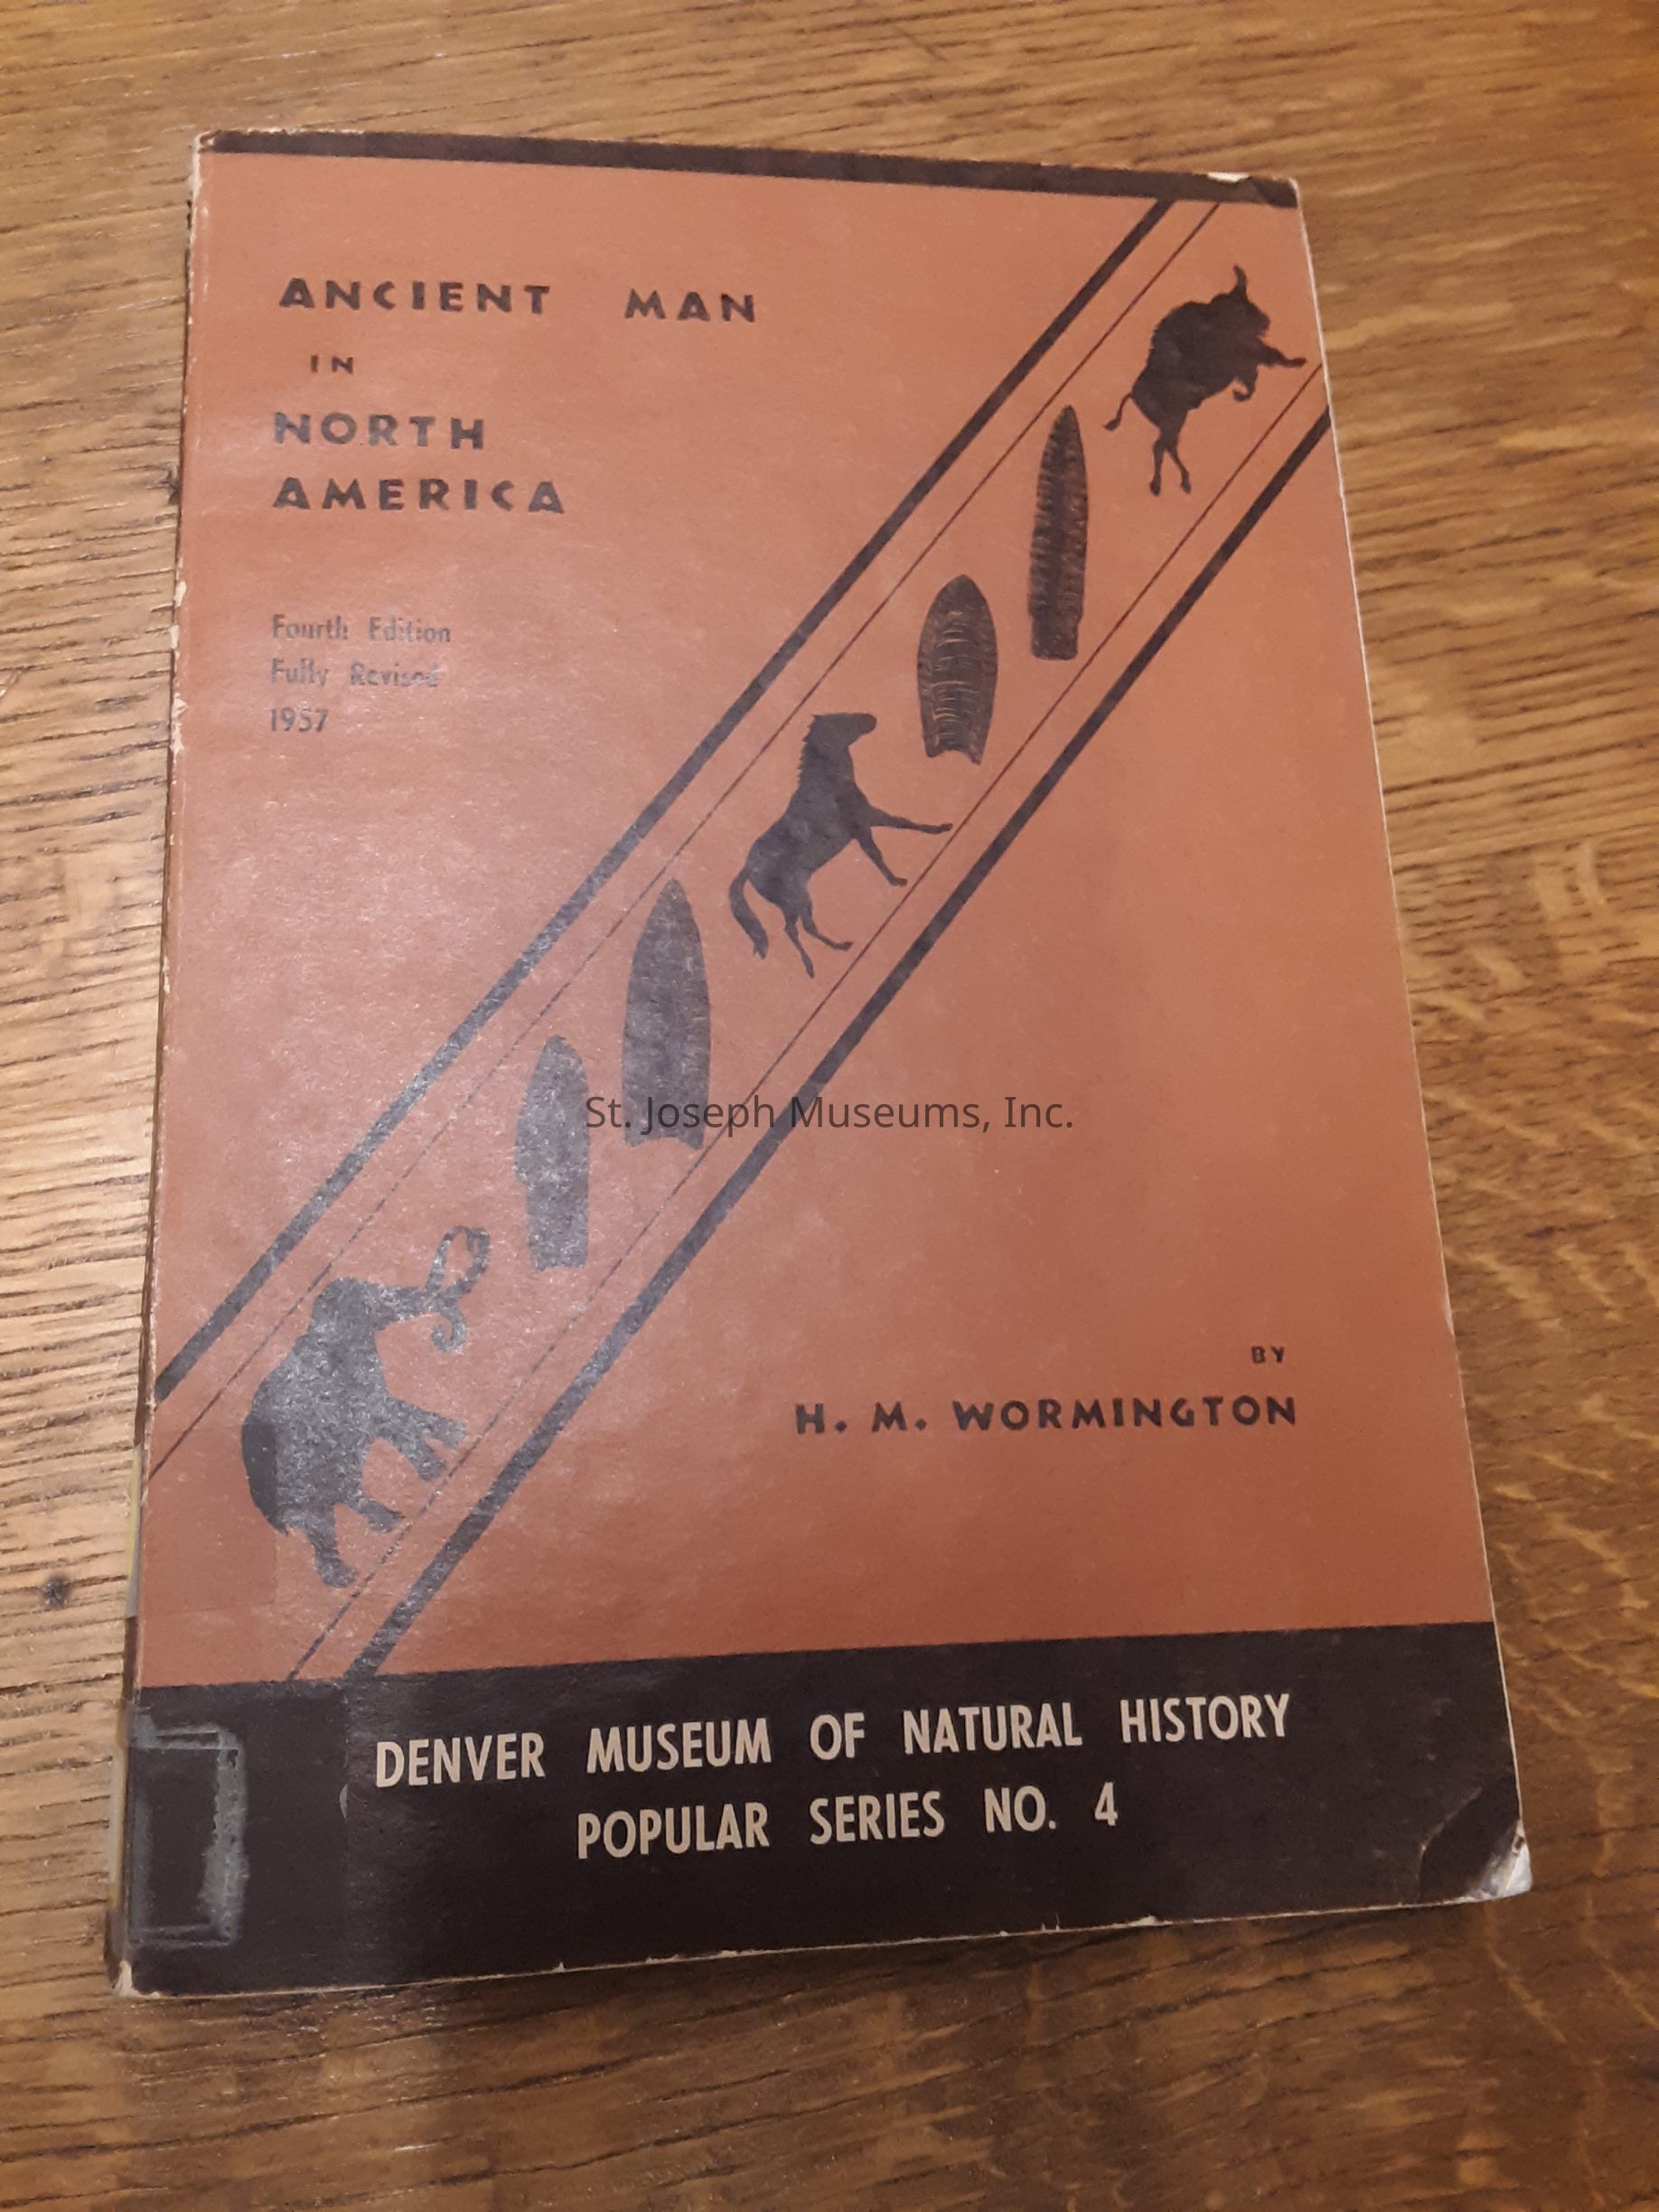 ANCIENT MAN
IN
NORTH
AMERICA
Fourth Edition
Fully Revised
1957
St. Joseph Museums, Inc.
BY
H. M. WORMINGTON
DENVER MUSEUM OF NATURAL HISTORY
POPULAR SERIES NO. 4